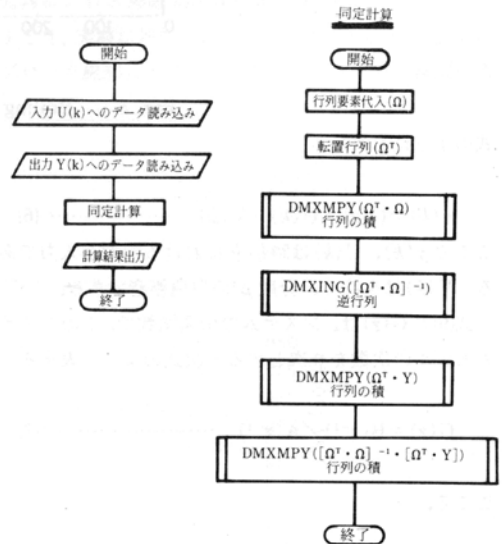 0 100 200
開始
入力U(k)へのデータ読み込み
出力Y(k)へのデータ読み込み
同定計算
計算結果出力
終了
同定計算
開始
行列要素代入(Ω)
転置行列(Ωᵀ)
DMXMPY(Ωᵀ・Ω)
行列の積
DMXING([Ωᵀ・Ω]⁻¹)
逆行列
DMXMPY(Ωᵀ・Y)
行列の積
DMXMPY([Ωᵀ・Ω]⁻¹・[Ωᵀ・Y])
行列の積
終了